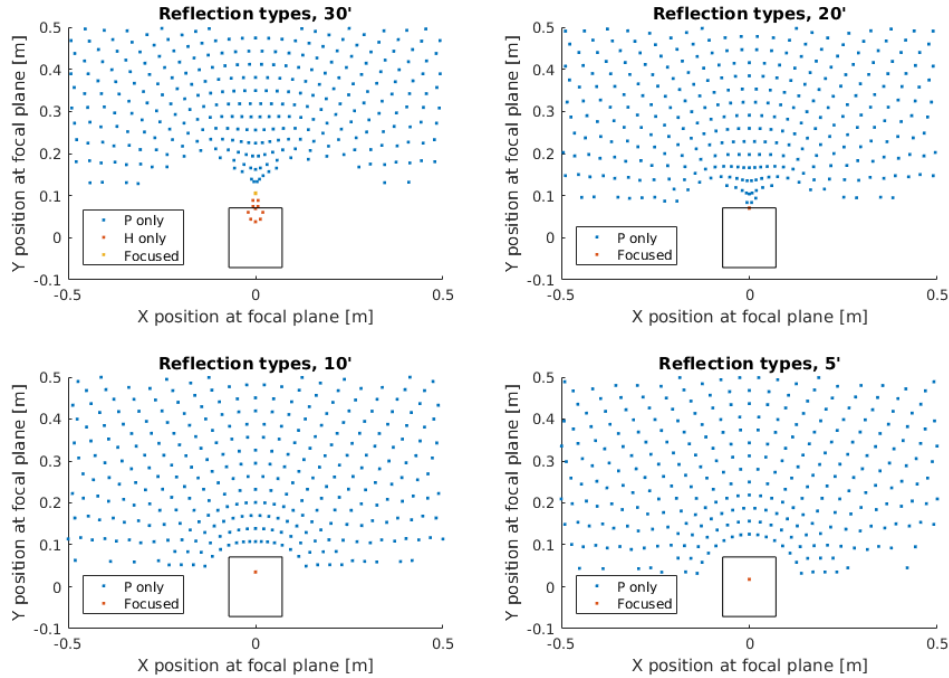 Reflection types, 30'
0.5
0.4
0.3
0.2
0.1
0
-0.1
Y position at focal plane [m]
P only
H only
Focused
-0.5
0
0.5
X position at focal plane [m]
Reflection types, 20'
0.5
0.4
0.3
0.2
0.1
0
-0.1
Y position at focal plane [m]
P only
Focused
-0.5
0
0.5
X position at focal plane [m]
Reflection types, 10'
0.5
0.4
0.3
0.2
0.1
0
-0.1
Y position at focal plane [m]
P only
Focused
-0.5
0
0.5
X position at focal plane [m]
Reflection types, 5'
0.5
0.4
0.3
0.2
0.1
0
-0.1
Y position at focal plane [m]
P only
Focused
-0.5
0
0.5
X position at focal plane [m]